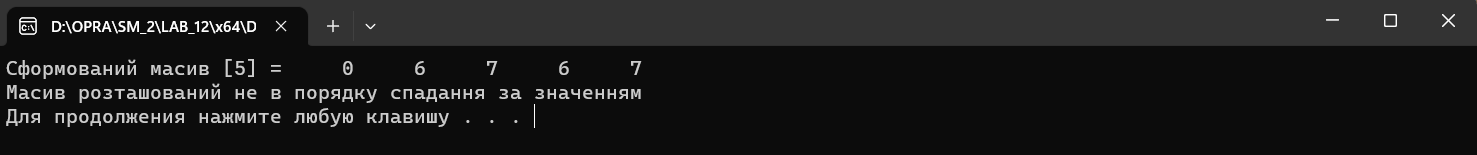 D:\OPRA\SM_2\LAB_12\x64\D
Сформований масив [5] =     0     6     7     6     7
Масив розташований не в порядку спадання за значенням
Для продолжения нажмите любую клавишу . . .